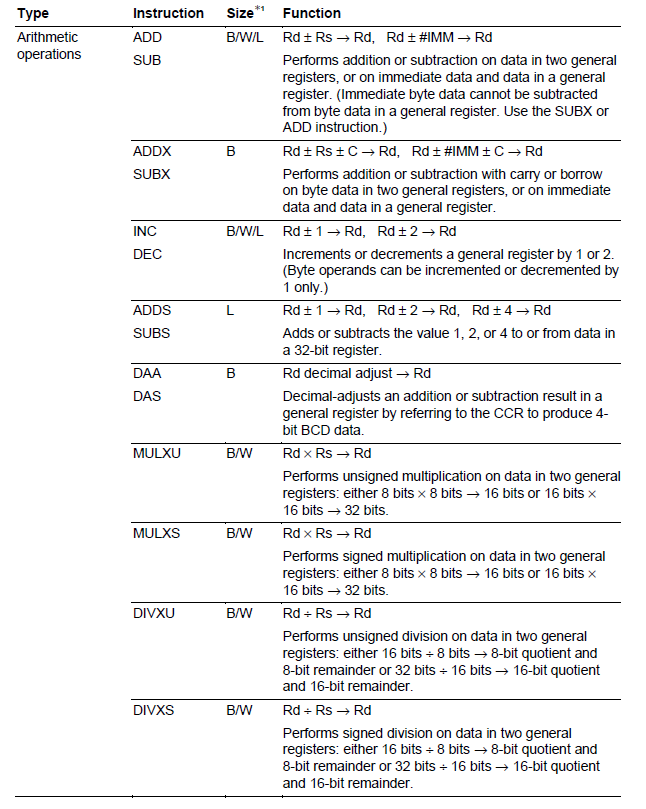 Type Instruction Size*1 Function
Arithmetic ADD B/W/L Rd ± Rs → Rd, Rd ± #IMM → Rd
operations SUB Performs addition or subtraction on data in two general
registers, or on immediate data and data in a general
register. (Immediate byte data cannot be subtracted
from byte data in a general register. Use the SUBX or
ADD instruction.)
ADDX B Rd ± Rs ± C → Rd, Rd ± #IMM ± C → Rd
SUBX Performs addition or subtraction with carry or borrow
on byte data in two general registers, or on immediate
data and data in a general register.
INC B/W/L Rd ± 1 → Rd, Rd ± 2 → Rd
DEC Increments or decrements a general register by 1 or 2.
(Byte operands can be incremented or decremented by
1 only.)
ADDS L Rd ± 1 → Rd, Rd ± 2 → Rd, Rd ± 4 → Rd
SUBS Adds or subtracts the value 1, 2, or 4 to or from data in
a 32-bit register.
DAA B Rd decimal adjust → Rd
DAS Decimal-adjusts an addition or subtraction result in a
general register by referring to the CCR to produce 4-
bit BCD data.
MULXU B/W Rd × Rs → Rd
Performs unsigned multiplication on data in two general
registers: either 8 bits × 8 bits → 16 bits or 16 bits ×
16 bits → 32 bits.
MULXS B/W Rd × Rs → Rd
Performs signed multiplication on data in two general
registers: either 8 bits × 8 bits → 16 bits or 16 bits ×
16 bits → 32 bits.
DIVXU B/W Rd ÷ Rs → Rd
Performs unsigned division on data in two general
registers: either 16 bits ÷ 8 bits → 8-bit quotient and
8-bit remainder or 32 bits ÷ 16 bits → 16-bit quotient
and 16-bit remainder.
DIVXS B/W Rd ÷ Rs → Rd
Performs signed division on data in two general
registers: either 16 bits ÷ 8 bits → 8-bit quotient and
8-bit remainder or 32 bits ÷ 16 bits → 16-bit quotient
and 16-bit remainder.